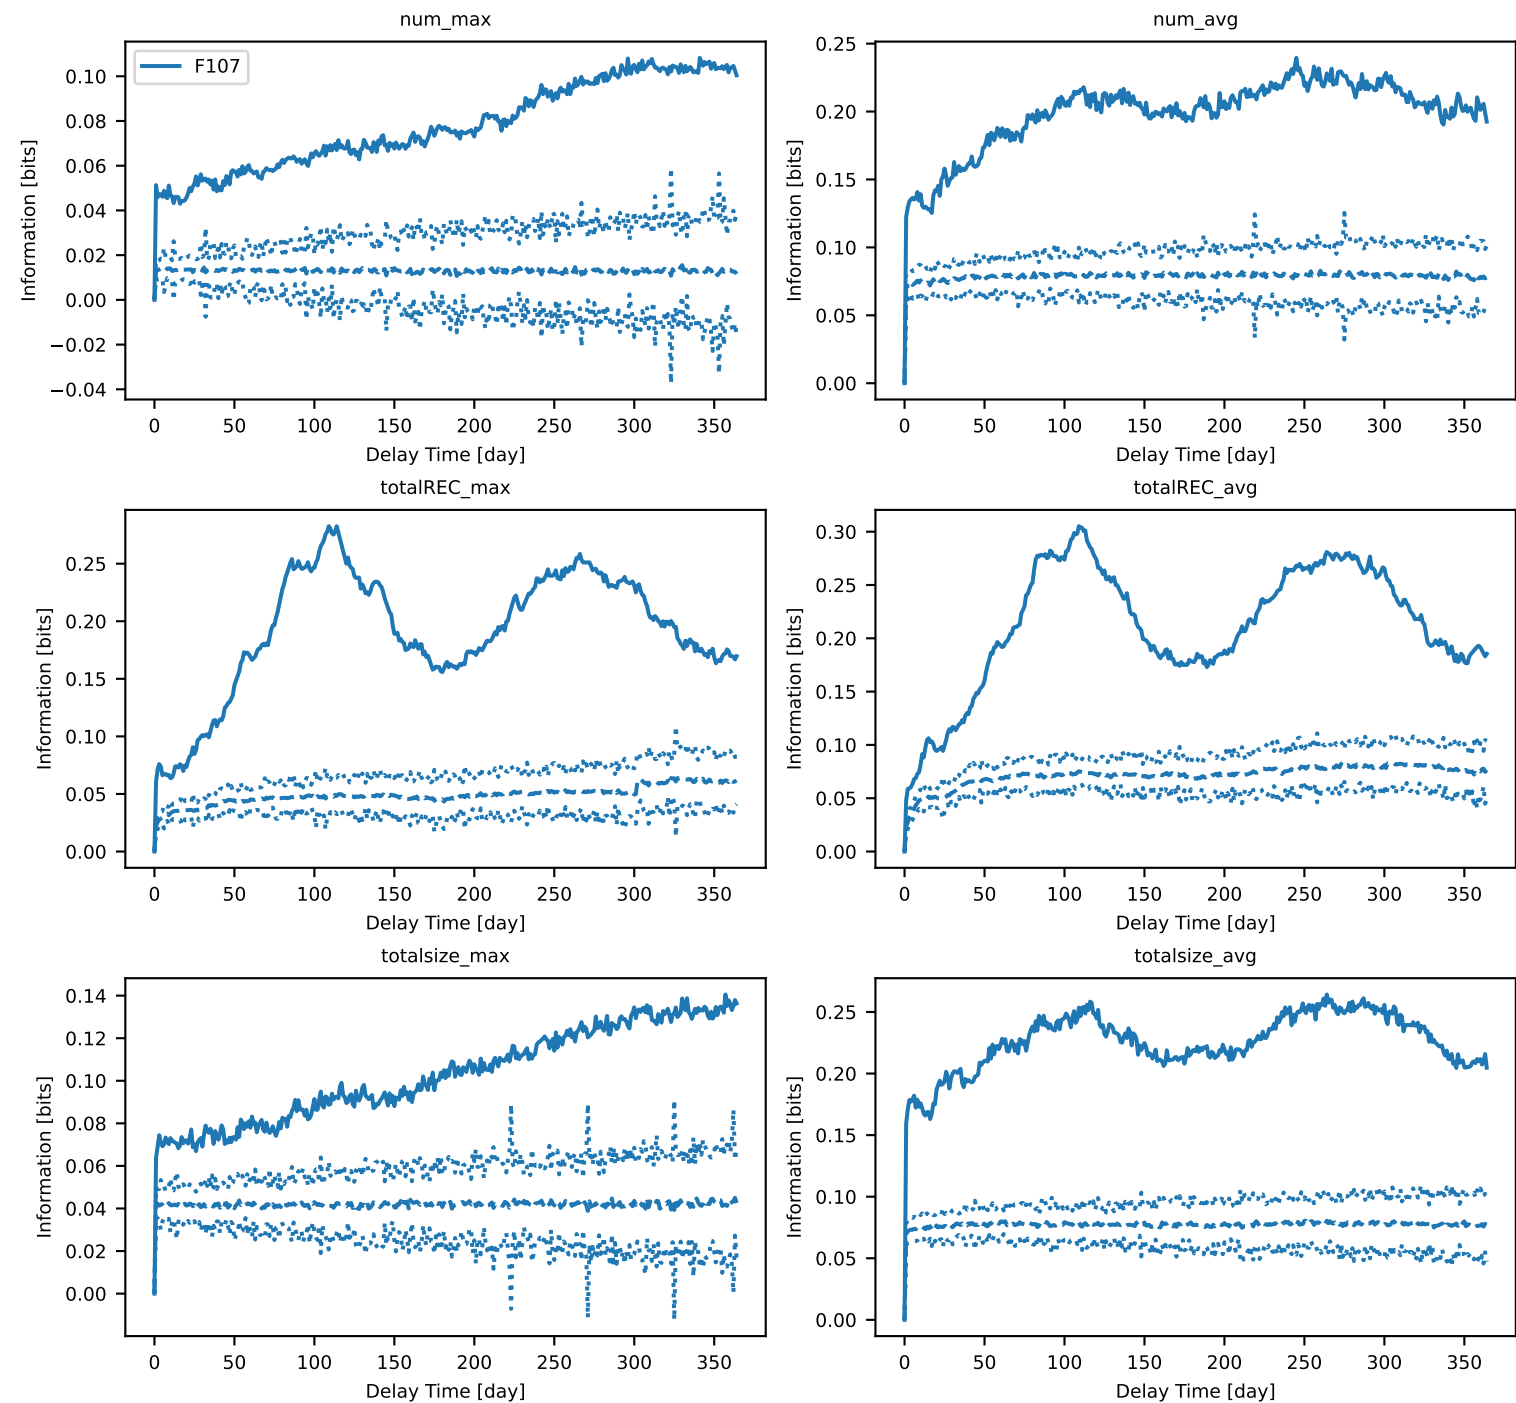 num_max
F107
Information [bits]
0.10
0.08
0.06
0.04
0.02
0.00
−0.02
−0.04
0 50 100 150 200 250 300 350
Delay Time [day]
num_avg
Information [bits]
0.25
0.20
0.15
0.10
0.05
0.00
0 50 100 150 200 250 300 350
Delay Time [day]
totalREC_max
Information [bits]
0.25
0.20
0.15
0.10
0.05
0.00
0 50 100 150 200 250 300 350
Delay Time [day]
totalREC_avg
Information [bits]
0.30
0.25
0.20
0.15
0.10
0.05
0.00
0 50 100 150 200 250 300 350
Delay Time [day]
totalsize_max
Information [bits]
0.14
0.12
0.10
0.08
0.06
0.04
0.02
0.00
0 50 100 150 200 250 300 350
Delay Time [day]
totalsize_avg
Information [bits]
0.25
0.20
0.15
0.10
0.05
0.00
0 50 100 150 200 250 300 350
Delay Time [day]